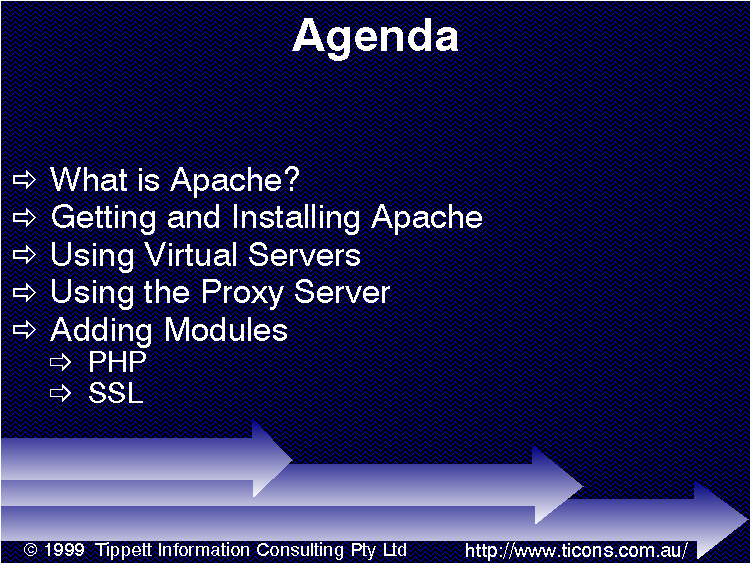 Agenda
⇨ What is Apache?
⇨ Getting and Installing Apache
⇨ Using Virtual Servers
⇨ Using the Proxy Server
⇨ Adding Modules
⇨ PHP
⇨ SSL
© 1999 Tippett Information Consulting Pty Ltd http://www.ticons.com.au/